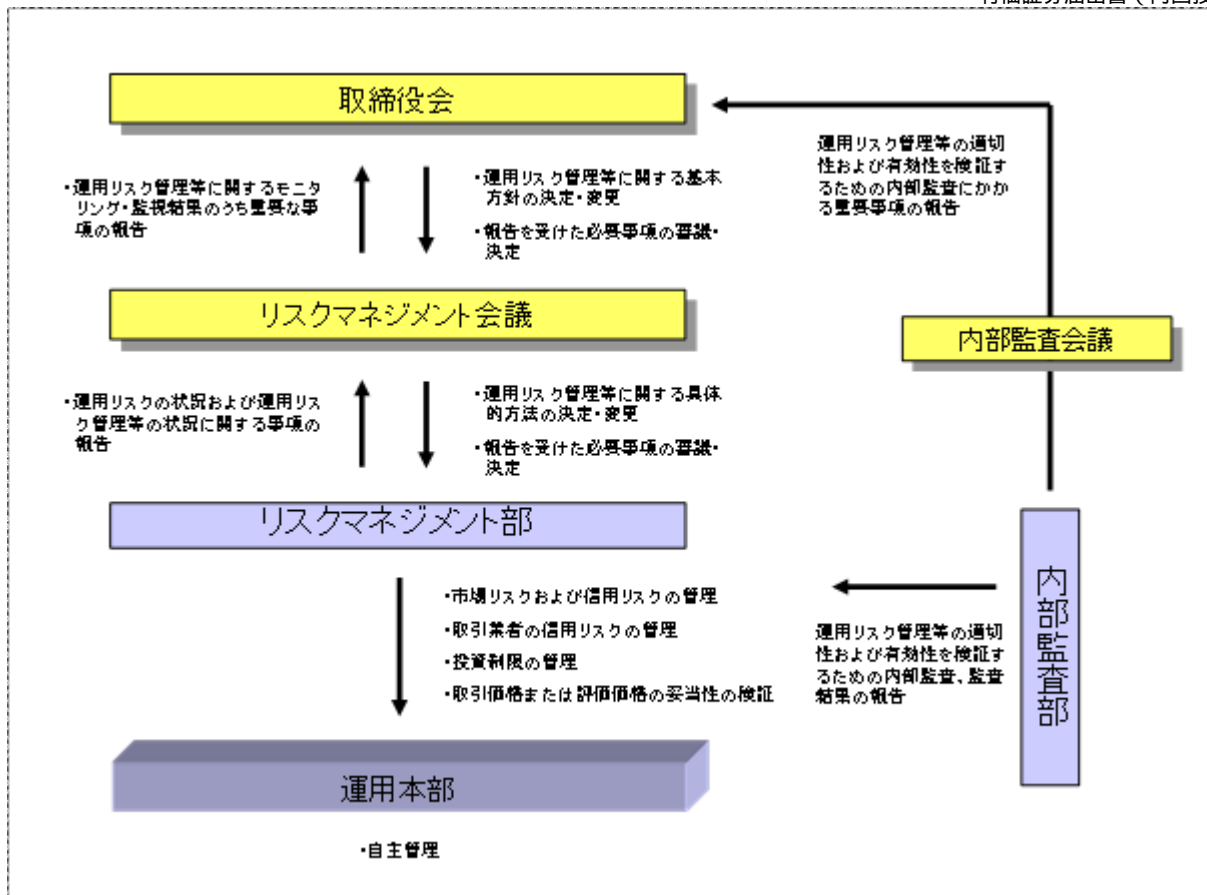 取締役会
・運用リスク管理等に関するモニタ
リング・監視結果のうち重要な事
項の報告
・運用リスク管理等に関する基本
方針の決定・変更
・報告を受けた必要事項の審議・
決定
運用リスク管理等の適切
性および有効性を検証す
るための内部監査にかか
る重要事項の報告
リスクマネジメント会議
内部監査会議
・運用リスクの状況および運用リス
ク管理等の状況に関する事項の
報告
・運用リスク管理等に関する具体
的方法の決定・変更
・報告を受けた必要事項の審議・
決定
リスクマネジメント部
内部監査部
・市場リスクおよび信用リスクの管理
・取引業者の信用リスクの管理
・投資制限の管理
・取引価格または評価価格の妥当性の検証
運用リスク管理等の適切
性および有効性を検証す
るための内部監査、監査
結果の報告
運用本部
・自主管理